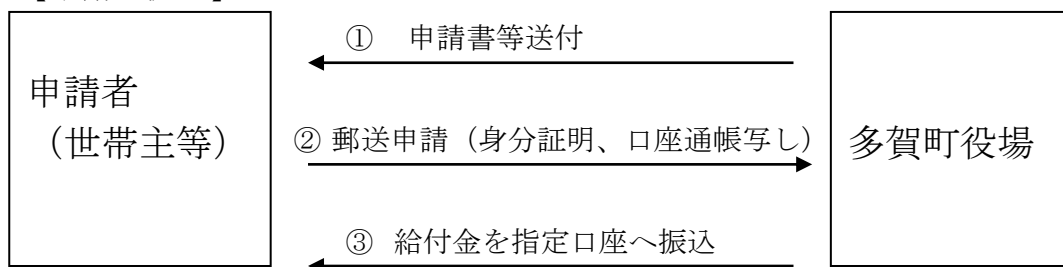 ① 申請書等送付
申請者
（世帯主等）
② 郵送申請（身分証明、口座通帳写し）
多賀町役場
③ 給付金を指定口座へ振込